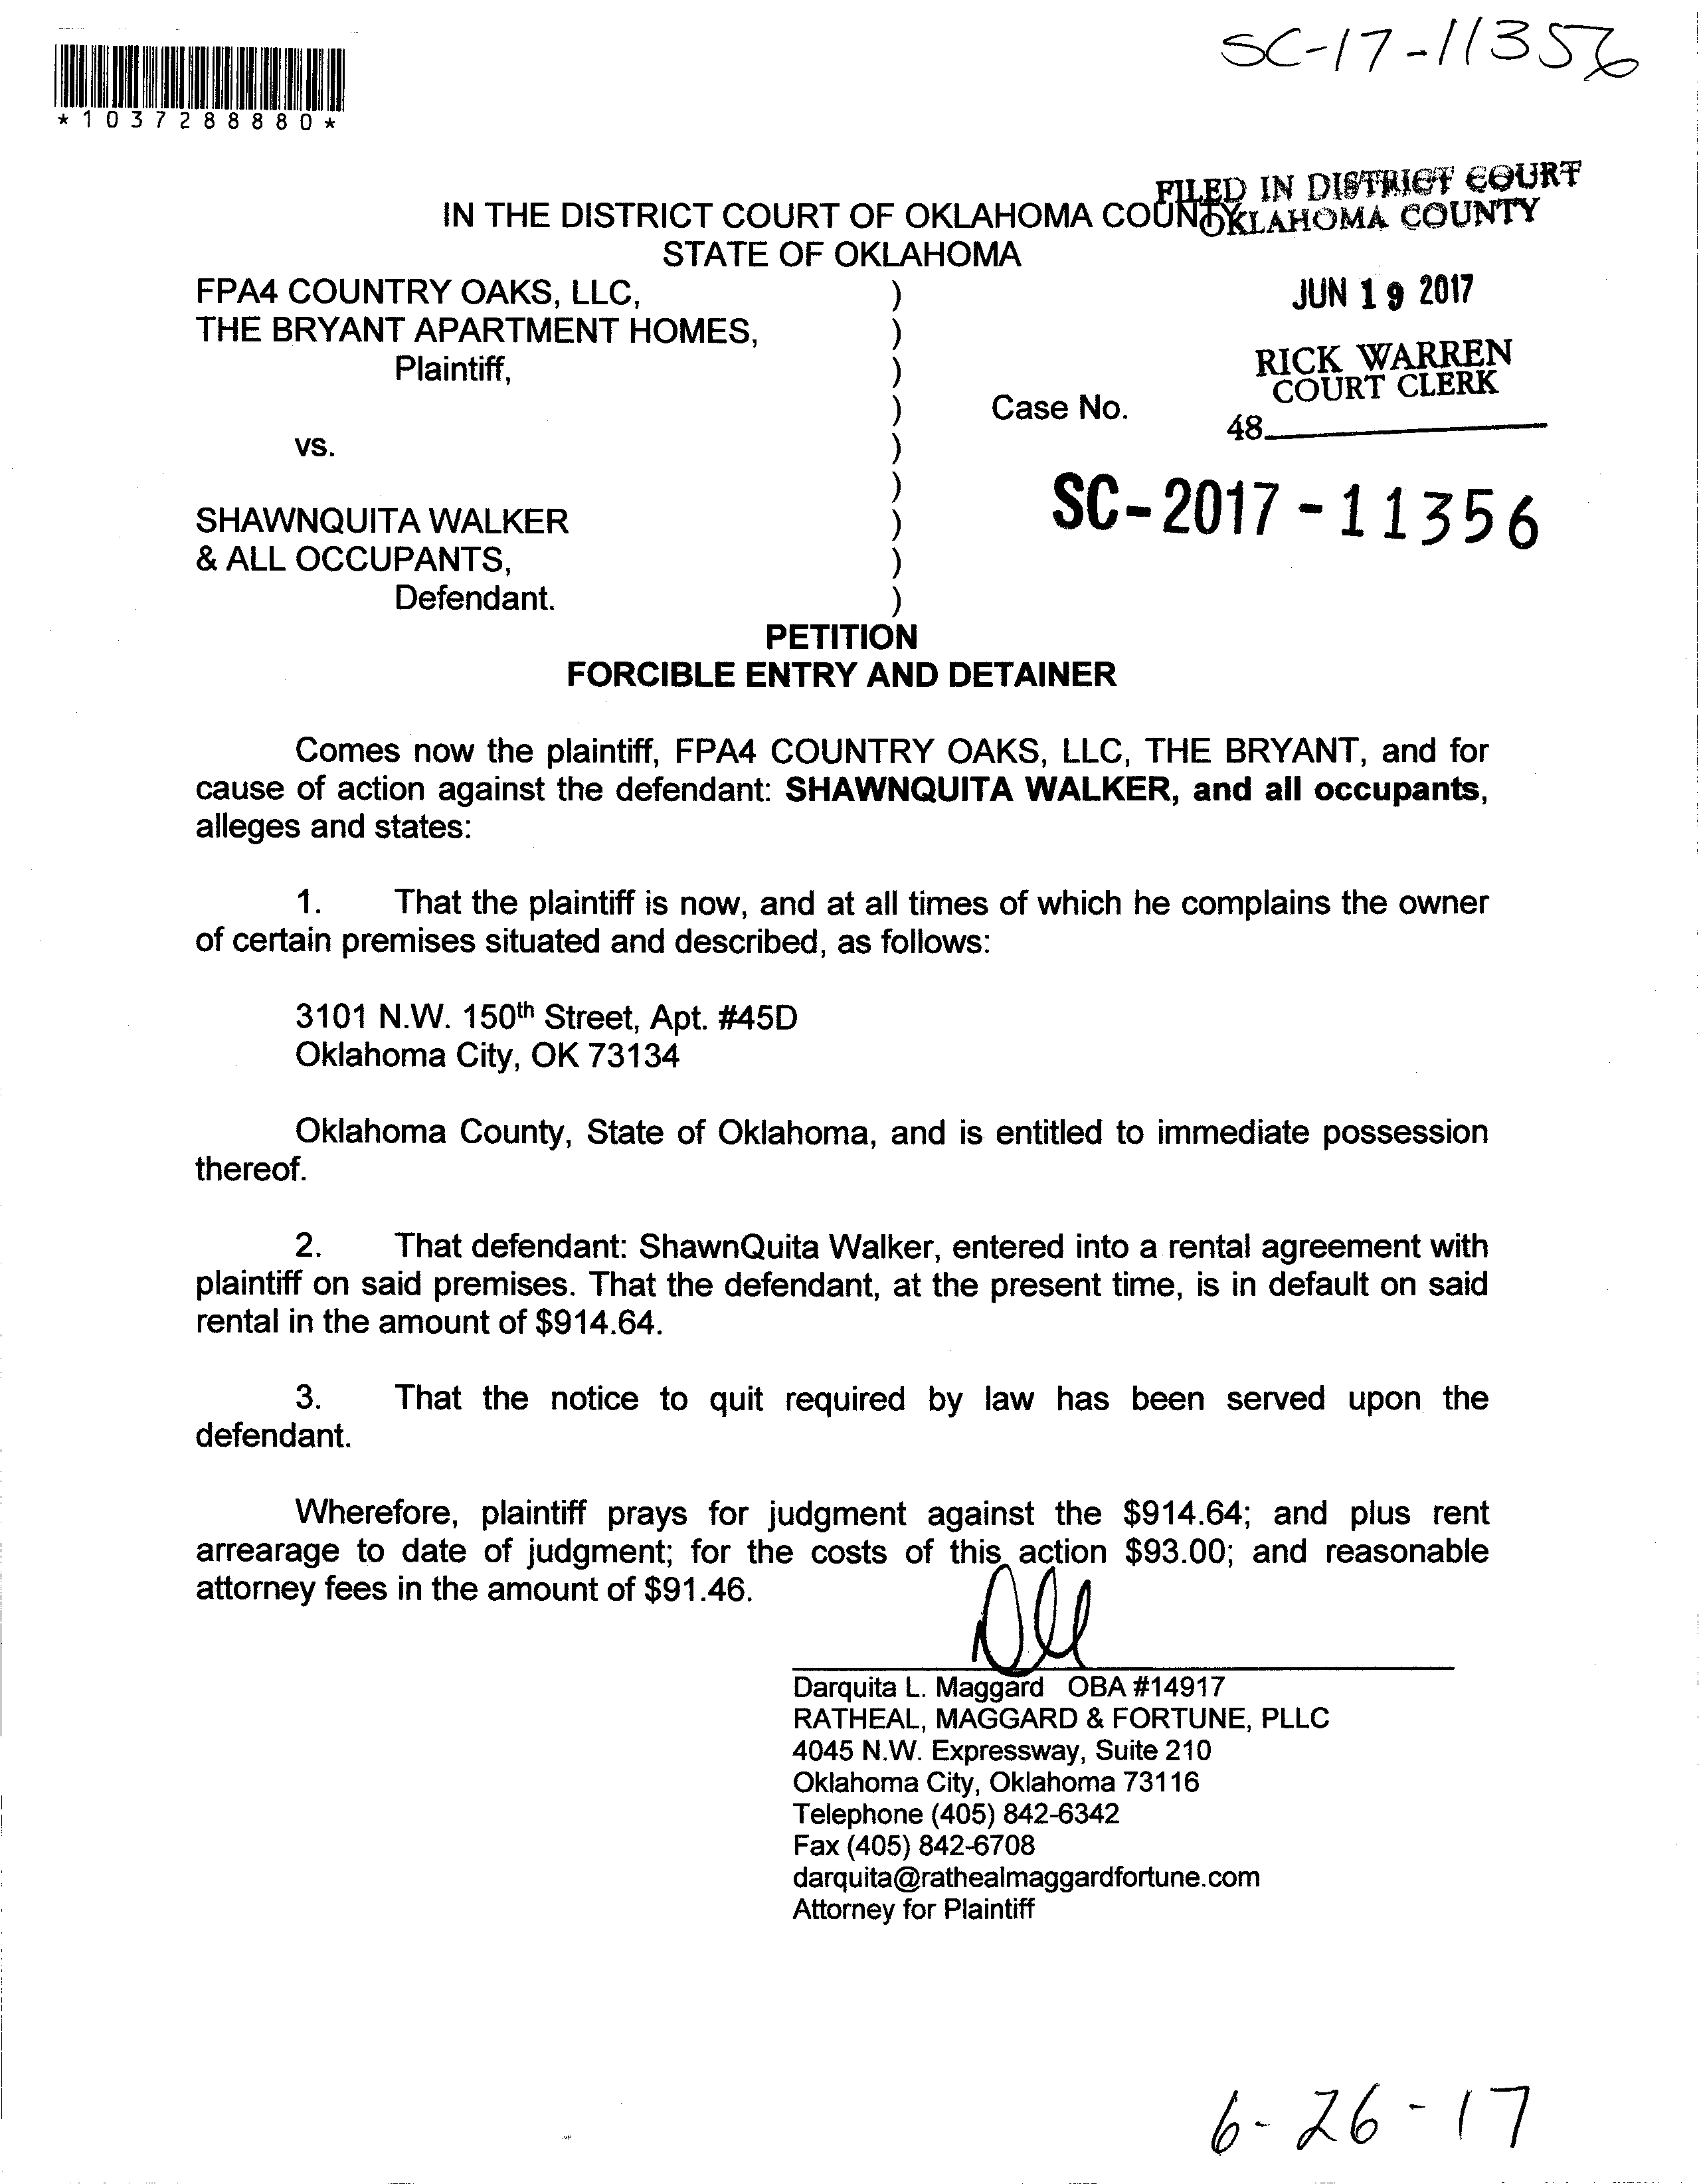 SC-17-11356
*1037288880*
FILED IN DISTRICT COURT
OKLAHOMA COUNTY
IN THE DISTRICT COURT OF OKLAHOMA COUN
STATE OF OKLAHOMA
FPA4 COUNTRY OAKS, LLC, )
JUN 19 2017
THE BRYANT APARTMENT HOMES, )
Plaintiff, )
RICK WARREN
COURT CLERK
) Case No.
48
vs. )
)
SC-2017-11356
SHAWNQUITA WALKER )
& ALL OCCUPANTS, )
Defendant. )
PETITION
FORCIBLE ENTRY AND DETAINER
Comes now the plaintiff, FPA4 COUNTRY OAKS, LLC, THE BRYANT, and for
cause of action against the defendant: SHAWNQUITA WALKER, and all occupants,
alleges and states:
1. That the plaintiff is now, and at all times of which he complains the owner
of certain premises situated and described, as follows:
3101 N.W. 150th Street, Apt. #45D
Oklahoma City, OK 73134
Oklahoma County, State of Oklahoma, and is entitled to immediate possession
thereof.
2. That defendant: ShawnQuita Walker, entered into a rental agreement with
plaintiff on said premises. That the defendant, at the present time, is in default on said
rental in the amount of $914.64.
3. That the notice to quit required by law has been served upon the
defendant.
Wherefore, plaintiff prays for judgment against the $914.64; and plus rent
arrearage to date of judgment; for the costs of this action $93.00; and reasonable
attorney fees in the amount of $91.46.
Darquita L. Maggard OBA #14917
RATHEAL, MAGGARD & FORTUNE, PLLC
4045 N.W. Expressway, Suite 210
Oklahoma City, Oklahoma 73116
Telephone (405) 842-6342
Fax (405) 842-6708
darquita@rathealmaggardfortune.com
Attorney for Plaintiff
6-26-17